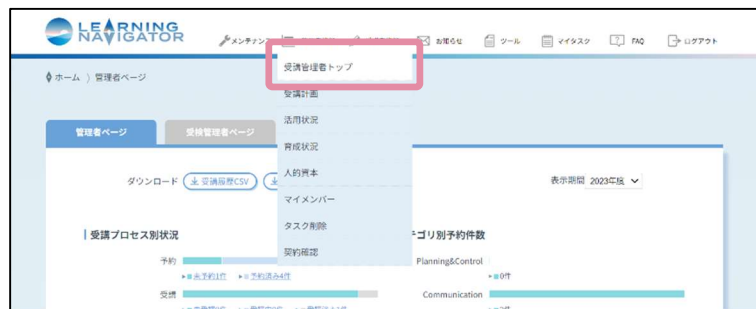 LEARNING
NAVIGATOR
メンテナンス
お知らせ
ツール
マイタスク
FAQ
ログアウト
ホーム 〉 管理者ページ
受講管理者トップ
受講計画
活用状況
育成状況
人的資本
マイメンバー
タスク削除
契約確認
管理者ページ
受検管理者ページ
ダウンロード
受講履歴CSV
表示期間 2023年度
受講プロセス別状況
テゴリ別予約件数
予約
未予約1件 予約済み4件
受講
Planning&Control
0件
Communication